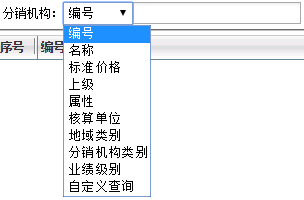 分销机构: 编号
序号 编号
编号
名称
标准价格
上级
属性
核算单位
地域类别
分销机构类别
业绩级别
自定义查询